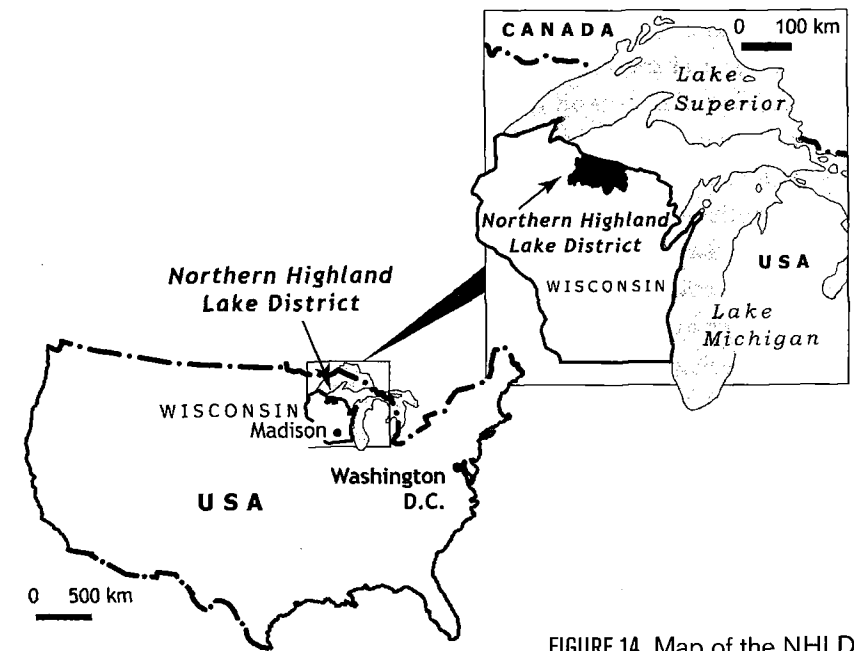 CANADA
0 100 km
Lake
Superior
Northern Highland
Lake District
WISCONSIN
USA
Lake
Michigan
Northern Highland
Lake District
WISCONSIN
Madison
Washington
D.C.
USA
0 500 km
FIGURE 14 Map of the NHLD